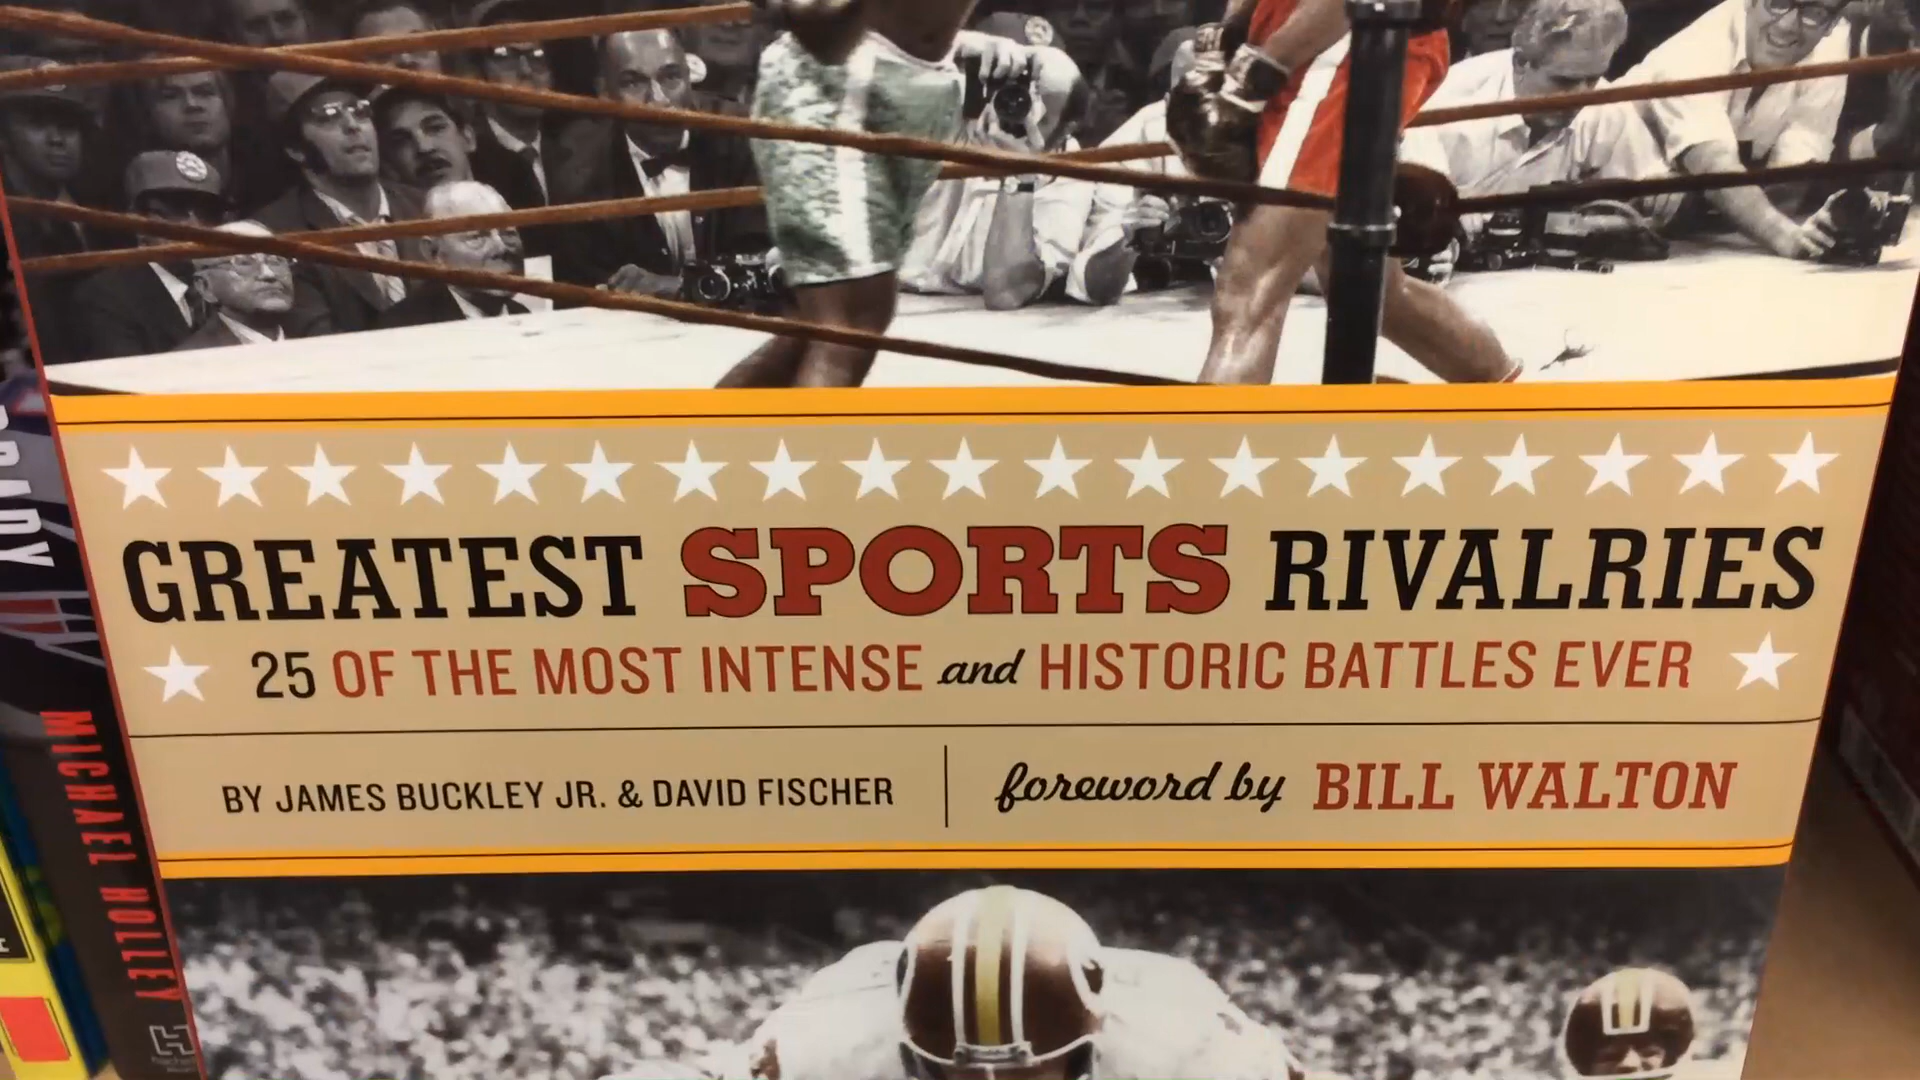 GREATEST SPORTS RIVALRIES
25 OF THE MOST INTENSE and HISTORIC BATTLES EVER
BY JAMES BUCKLEY JR. & DAVID FISCHER
foreword by BILL WALTON
MICHAEL HOLLEY